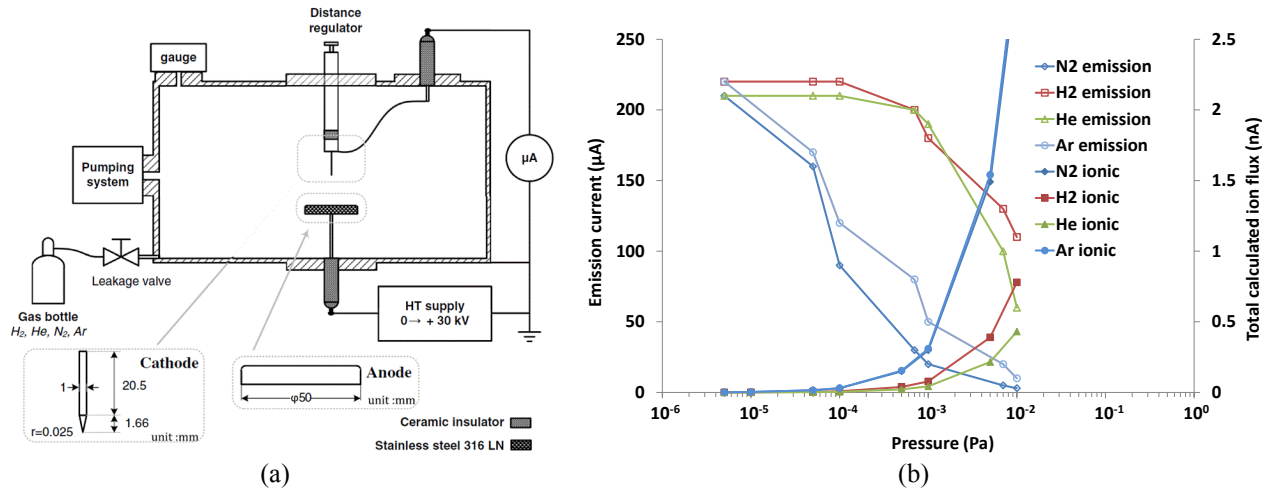 Distance
regulator
gauge
Pumping
system
μA
Leakage valve
Gas bottle
H₂, He, N₂, Ar
HT supply
0→ + 30 kV
Cathode
1
20.5
1.66
r=0.025
unit :mm
Anode
φ50
unit :mm
Ceramic insulator
Stainless steel 316 LN
(a)
Emission current (μA)
250
200
150
100
50
0
10⁻⁶
10⁻⁵
10⁻⁴
10⁻³
10⁻²
10⁻¹
10⁰
Pressure (Pa)
2.5
2
1.5
1
0.5
0
Total calculated ion flux (nA)
N2 emission
H2 emission
He emission
Ar emission
N2 ionic
H2 ionic
He ionic
Ar ionic
(b)